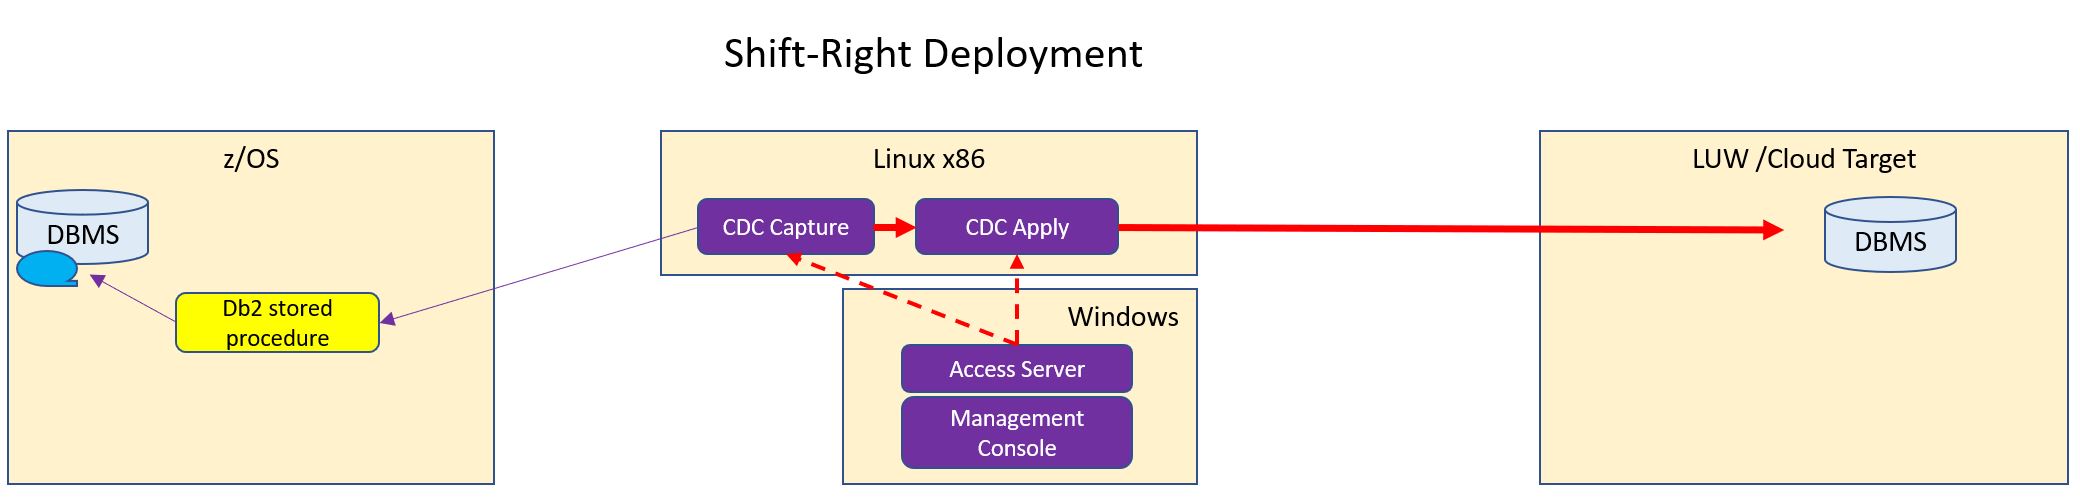 Shift-Right Deployment
z/OS
DBMS
Db2 stored
procedure
Linux x86
CDC Capture
CDC Apply
Windows
Access Server
Management
Console
LUW /Cloud Target
DBMS